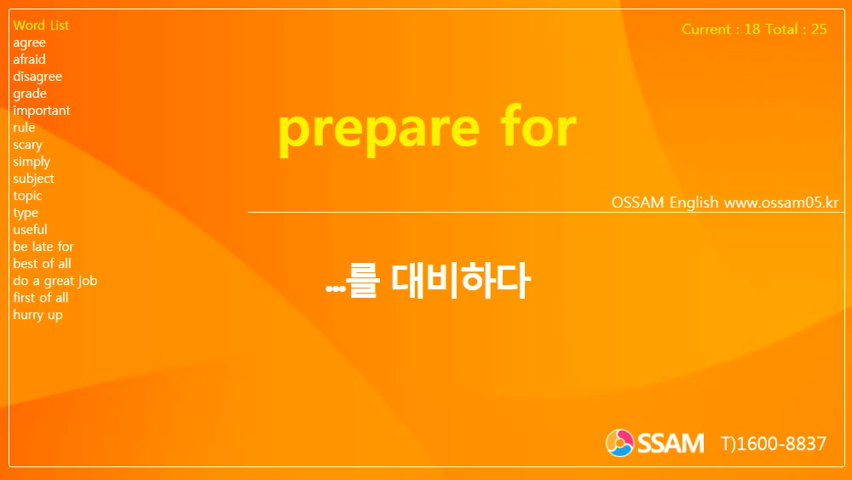 Word List
agree
afraid
disagree
grade
important
rule
scary
simply
subject
topic
type
useful
be late for
best of all
do a great job
first of all
hurry up
Current : 18 Total : 25
prepare for
OSSAM English www.ossam05.kr
...를 대비하다
OSSAM T)1600-8837